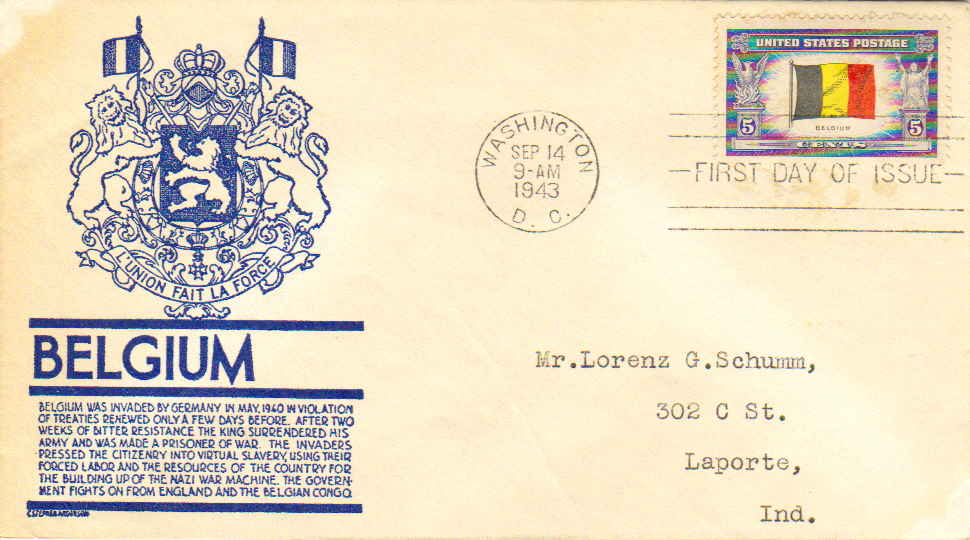 L'UNION FAIT LA FORCE
BELGIUM
BELGIUM WAS INVADED BY GERMANY IN MAY, 1940 IN VIOLATION
OF TREATIES RENEWED ONLY A FEW DAYS BEFORE. AFTER TWO
WEEKS OF BITTER RESISTANCE THE KING SURRENDERED HIS
ARMY AND WAS MADE A PRISONER OF WAR. THE INVADERS
PRESSED THE CITIZENRY INTO VIRTUAL SLAVERY, USING THEIR
FORCED LABOR AND THE RESOURCES OF THE COUNTRY FOR
THE BUILDING UP OF THE NAZI WAR MACHINE. THE GOVERN-
MENT FIGHTS ON FROM ENGLAND AND THE BELGIAN CONGO.
WASHINGTON
SEP 14
9-AM
1943
D. C.
UNITED STATES POSTAGE
BELGIUM
5 5
CENTS
FIRST DAY OF ISSUE
Mr.Lorenz G.Schumm,
302 C St.
Laporte,
Ind.